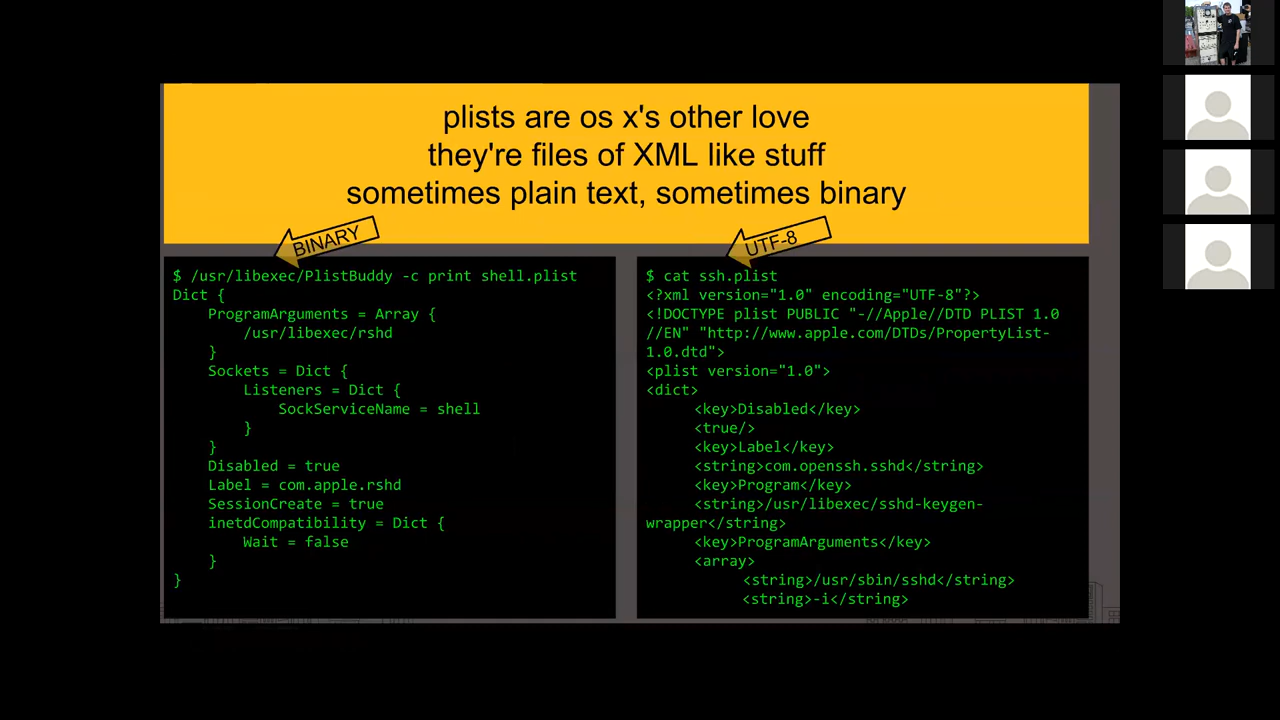 plists are os x's other love
they're files of XML like stuff
sometimes plain text, sometimes binary
BINARY
$ /usr/libexec/PlistBuddy -c print shell.plist
Dict {
    ProgramArguments = Array {
        /usr/libexec/rshd
    }
    Sockets = Dict {
        Listeners = Dict {
            SockServiceName = shell
        }
    }
    Disabled = true
    Label = com.apple.rshd
    SessionCreate = true
    inetdCompatibility = Dict {
        Wait = false
    }
}
UTF-8
$ cat ssh.plist
<?xml version="1.0" encoding="UTF-8"?>
<!DOCTYPE plist PUBLIC "-//Apple//DTD PLIST 1.0
//EN" "http://www.apple.com/DTDs/PropertyList-
1.0.dtd">
<plist version="1.0">
<dict>
    <key>Disabled</key>
    <true/>
    <key>Label</key>
    <string>com.openssh.sshd</string>
    <key>Program</key>
    <string>/usr/libexec/sshd-keygen-
wrapper</string>
    <key>ProgramArguments</key>
    <array>
        <string>/usr/sbin/sshd</string>
        <string>-i</string>